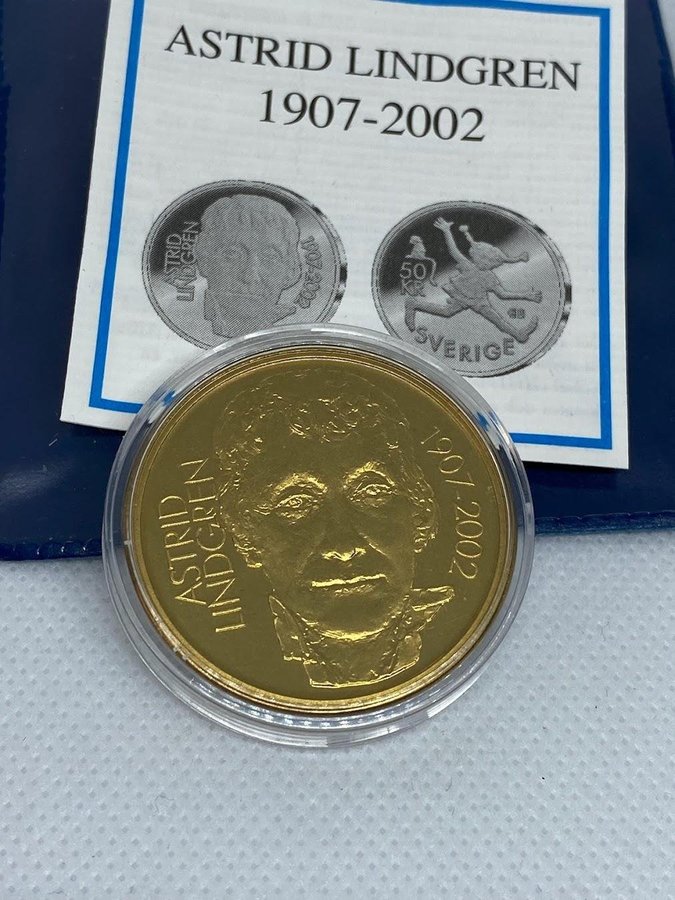 ASTRID LINDGREN
1907-2002
ASTRID
LINDGREN
1907-2002
50
KR
SVERIGE
ASTRID
LINDGREN
1907-2002